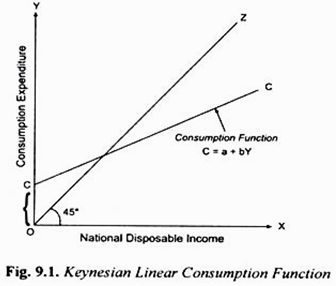 Y
Z
C
Consumption Expenditure
Consumption Function
C = a + bY
C
45°
O
X
National Disposable Income
Fig. 9.1. Keynesian Linear Consumption Function